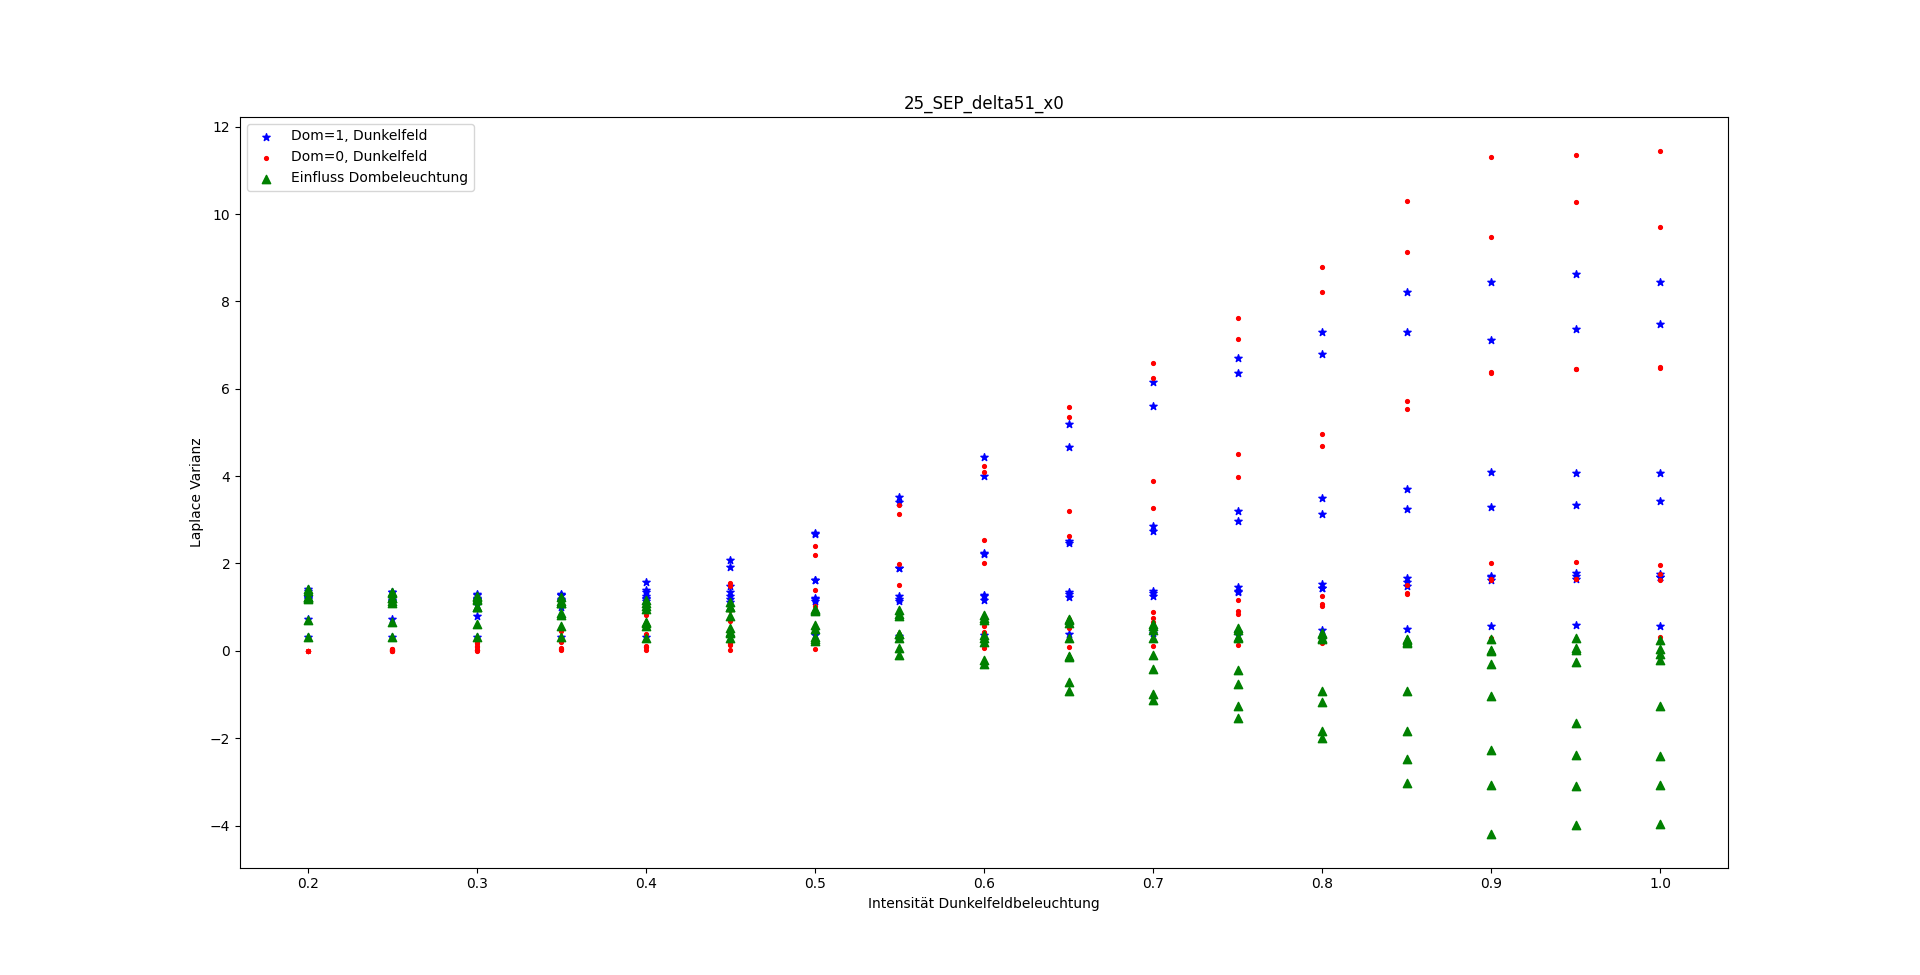 25_SEP_delta51_x0
Dom=1, Dunkelfeld
Dom=0, Dunkelfeld
Einfluss Dombeleuchtung
Laplace Varianz
12
10
8
6
4
2
0
−2
−4
0.2 0.3 0.4 0.5 0.6 0.7 0.8 0.9 1.0
Intensität Dunkelfeldbeleuchtung